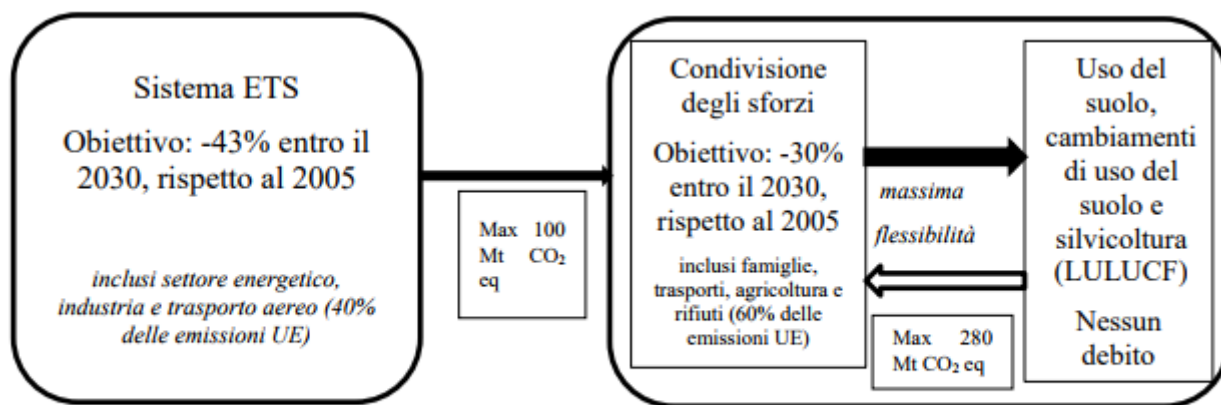 Sistema ETS
Obiettivo: -43% entro il
2030, rispetto al 2005
inclusi settore energetico,
industria e trasporto aereo (40%
delle emissioni UE)
Max 100
Mt CO₂
eq
Condivisione
degli sforzi
Obiettivo: -30%
entro il 2030,
rispetto al 2005
inclusi famiglie,
trasporti, agricoltura e
rifiuti (60% delle
emissioni UE)
massima
flessibilità
Max 280
Mt CO₂ eq
Uso del
suolo,
cambiamenti
di uso del
suolo e
silvicoltura
(LULUCF)
Nessun
debito